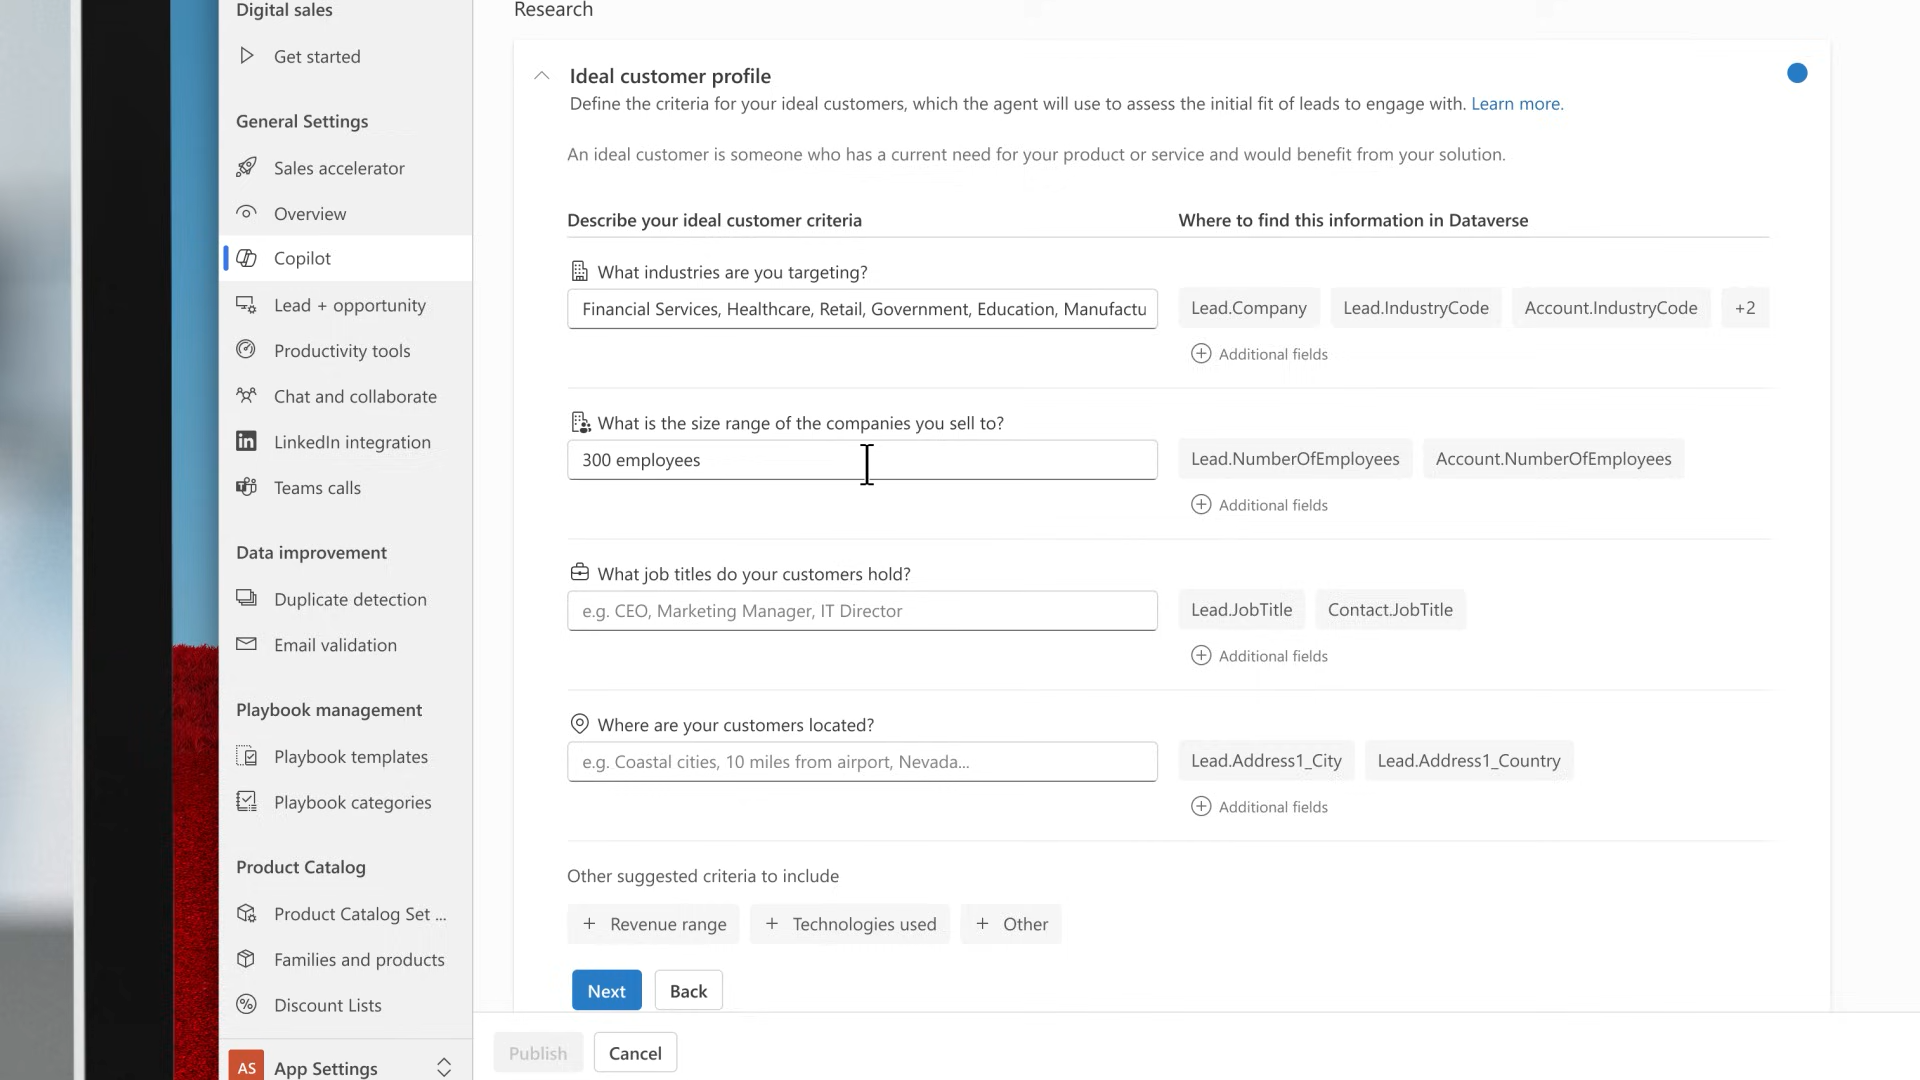 Digital sales
Get started
General Settings
Sales accelerator
Overview
Copilot
Lead + opportunity
Productivity tools
Chat and collaborate
LinkedIn integration
Teams calls
Data improvement
Duplicate detection
Email validation
Playbook management
Playbook templates
Playbook categories
Product Catalog
Product Catalog Set ...
Families and products
Discount Lists
AS App Settings
Research
Ideal customer profile
Define the criteria for your ideal customers, which the agent will use to assess the initial fit of leads to engage with. Learn more.
An ideal customer is someone who has a current need for your product or service and would benefit from your solution.
Describe your ideal customer criteria Where to find this information in Dataverse
What industries are you targeting?
Financial Services, Healthcare, Retail, Government, Education, Manufactu Lead.Company Lead.IndustryCode Account.IndustryCode +2
Additional fields
What is the size range of the companies you sell to?
300 employees Lead.NumberOfEmployees Account.NumberOfEmployees
Additional fields
What job titles do your customers hold?
e.g. CEO, Marketing Manager, IT Director Lead.JobTitle Contact.JobTitle
Additional fields
Where are your customers located?
e.g. Coastal cities, 10 miles from airport, Nevada... Lead.Address1_City Lead.Address1_Country
Additional fields
Other suggested criteria to include
+ Revenue range + Technologies used + Other
Next Back
Publish Cancel